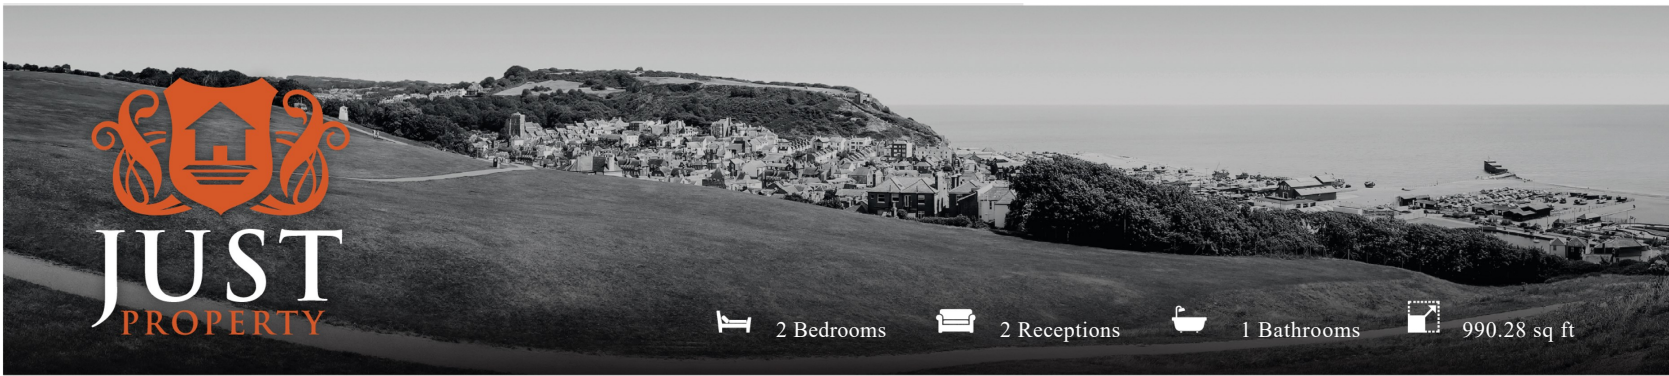 JUST
PROPERTY
2 Bedrooms
2 Receptions
1 Bathrooms
990.28 sq ft